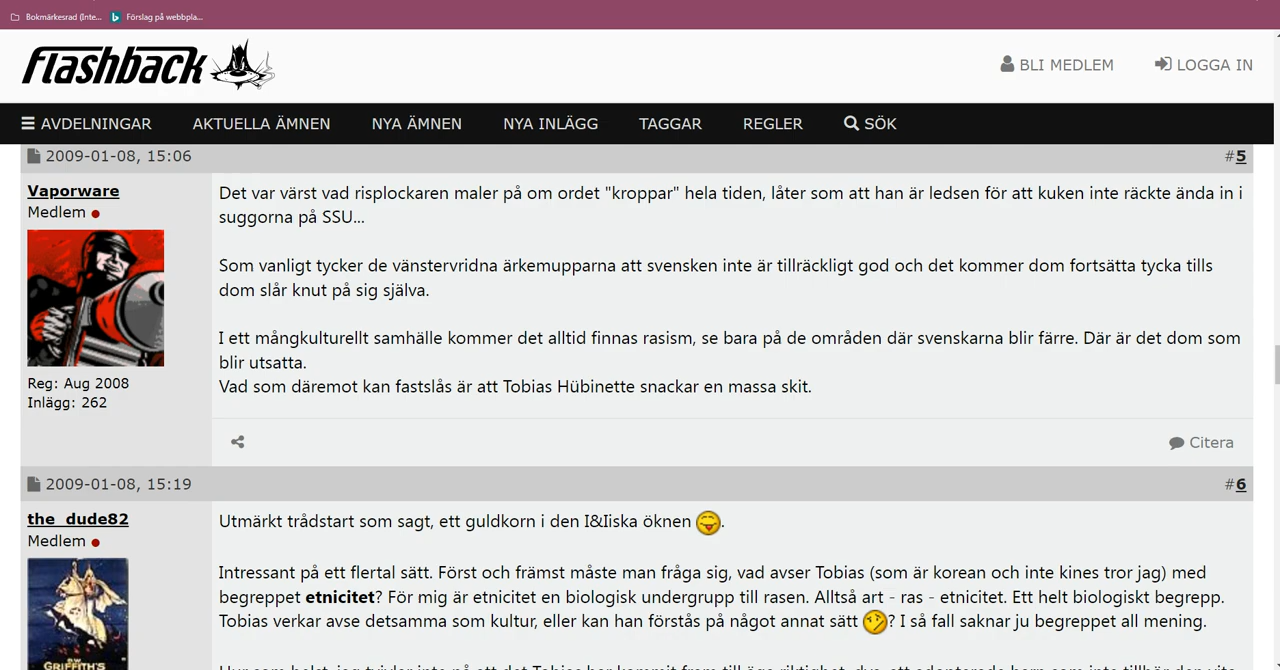 Bokmärkesrad (Inte... Förslag på webbpla...
flashback
BLI MEDLEM LOGGA IN
AVDELNINGAR AKTUELLA ÄMNEN NYA ÄMNEN NYA INLÄGG TAGGAR REGLER SÖK
2009-01-08, 15:06 #5
Vaporware
Medlem
Reg: Aug 2008
Inlägg: 262
Det var värst vad risplockaren maler på om ordet "kroppar" hela tiden, låter som att han är ledsen för att kuken inte räckte ända in i
suggorna på SSU...
Som vanligt tycker de vänstervridna ärkemupparna att svensken inte är tillräckligt god och det kommer dom fortsätta tycka tills
dom slår knut på sig själva.
I ett mångkulturellt samhälle kommer det alltid finnas rasism, se bara på de områden där svenskarna blir färre. Där är det dom som
blir utsatta.
Vad som däremot kan fastslås är att Tobias Hübinette snackar en massa skit.
Citera
2009-01-08, 15:19 #6
the_dude82
Medlem
D.W.
GRIFFITH'S
Utmärkt trådstart som sagt, ett guldkorn i den I&Iiska öknen .
Intressant på ett flertal sätt. Först och främst måste man fråga sig, vad avser Tobias (som är korean och inte kines tror jag) med
begreppet etnicitet? För mig är etnicitet en biologisk undergrupp till rasen. Alltså art - ras - etnicitet. Ett helt biologiskt begrepp.
Tobias verkar avse detsamma som kultur, eller kan han förstås på något annat sätt ? I så fall saknar ju begreppet all mening.